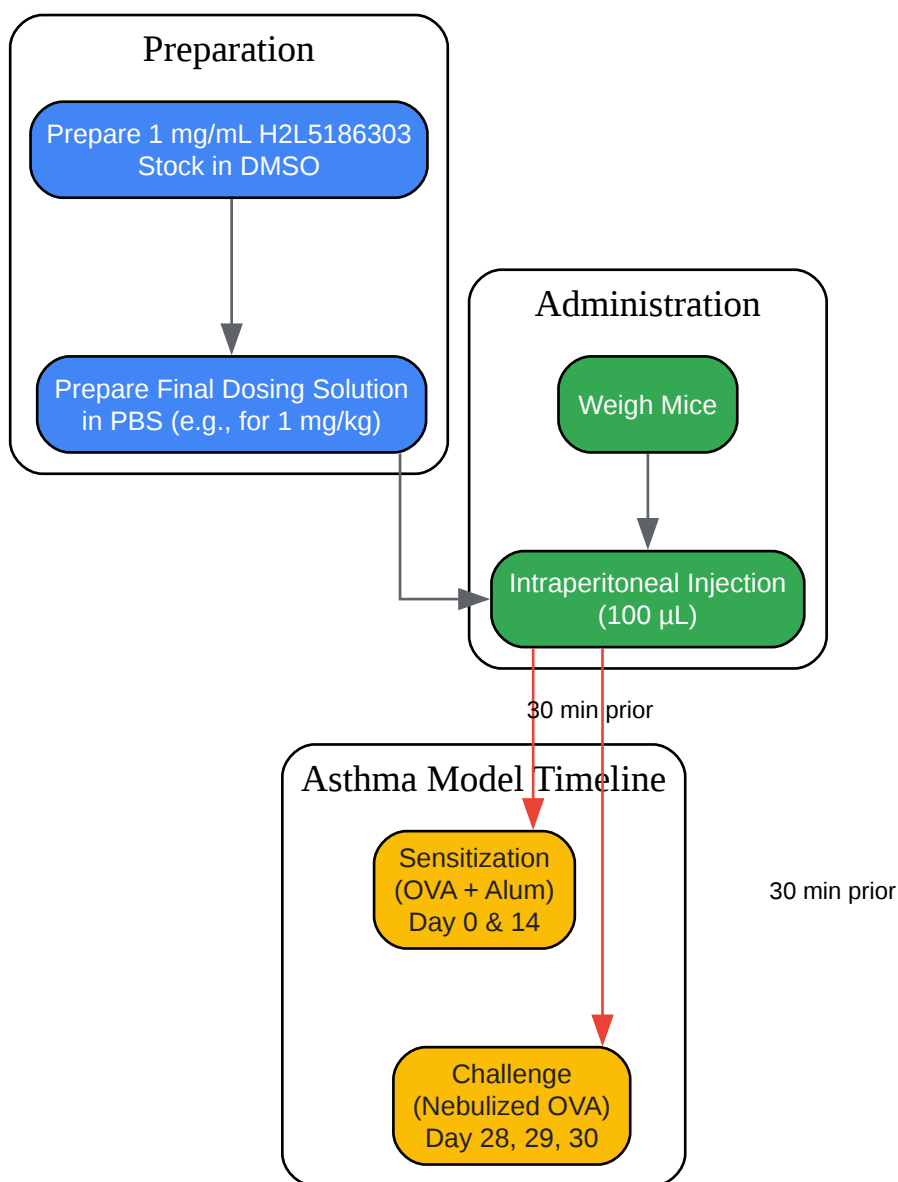 Preparation
Prepare 1 mg/mL H2L5186303
Stock in DMSO
Prepare Final Dosing Solution
in PBS (e.g., for 1 mg/kg)
Administration
Weigh Mice
Intraperitoneal Injection
(100 µL)
30 min prior
Asthma Model Timeline
Sensitization
(OVA + Alum)
Day 0 & 14
30 min prior
Challenge
(Nebulized OVA)
Day 28, 29, 30